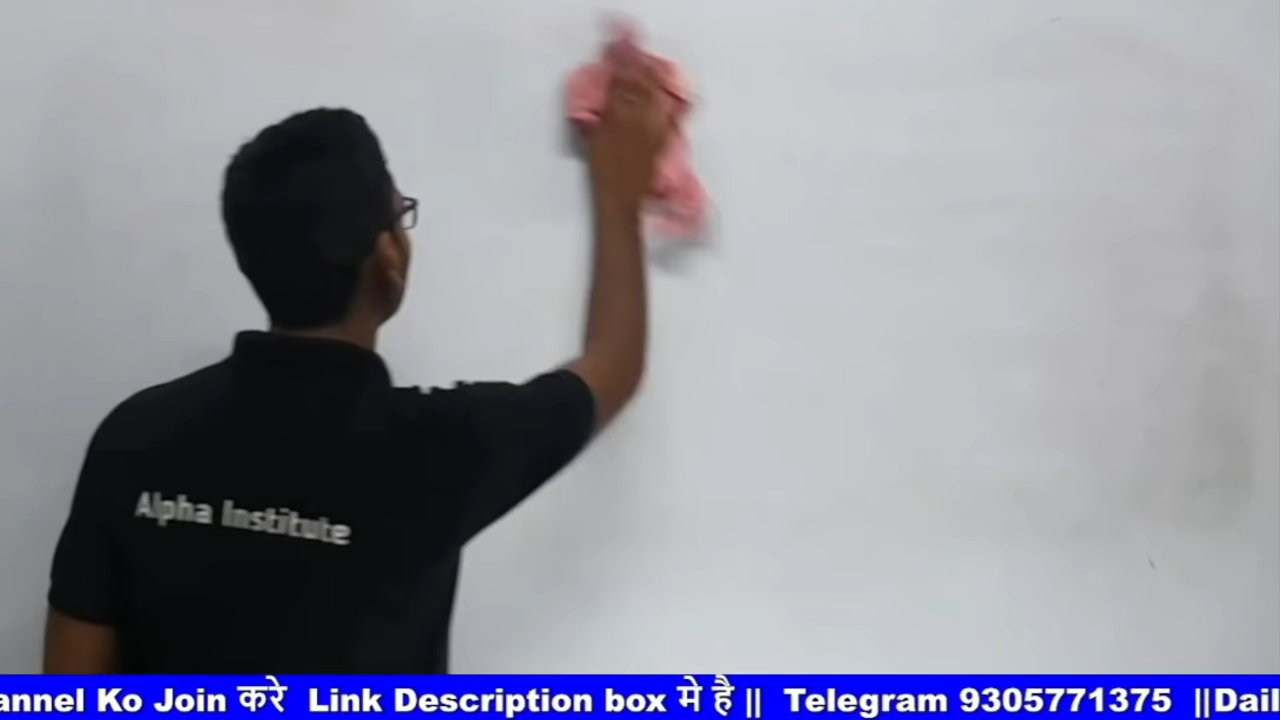 Alpha Institute
annel Ko Join करे Link Description box मे है || Telegram 9305771375 ||Dail